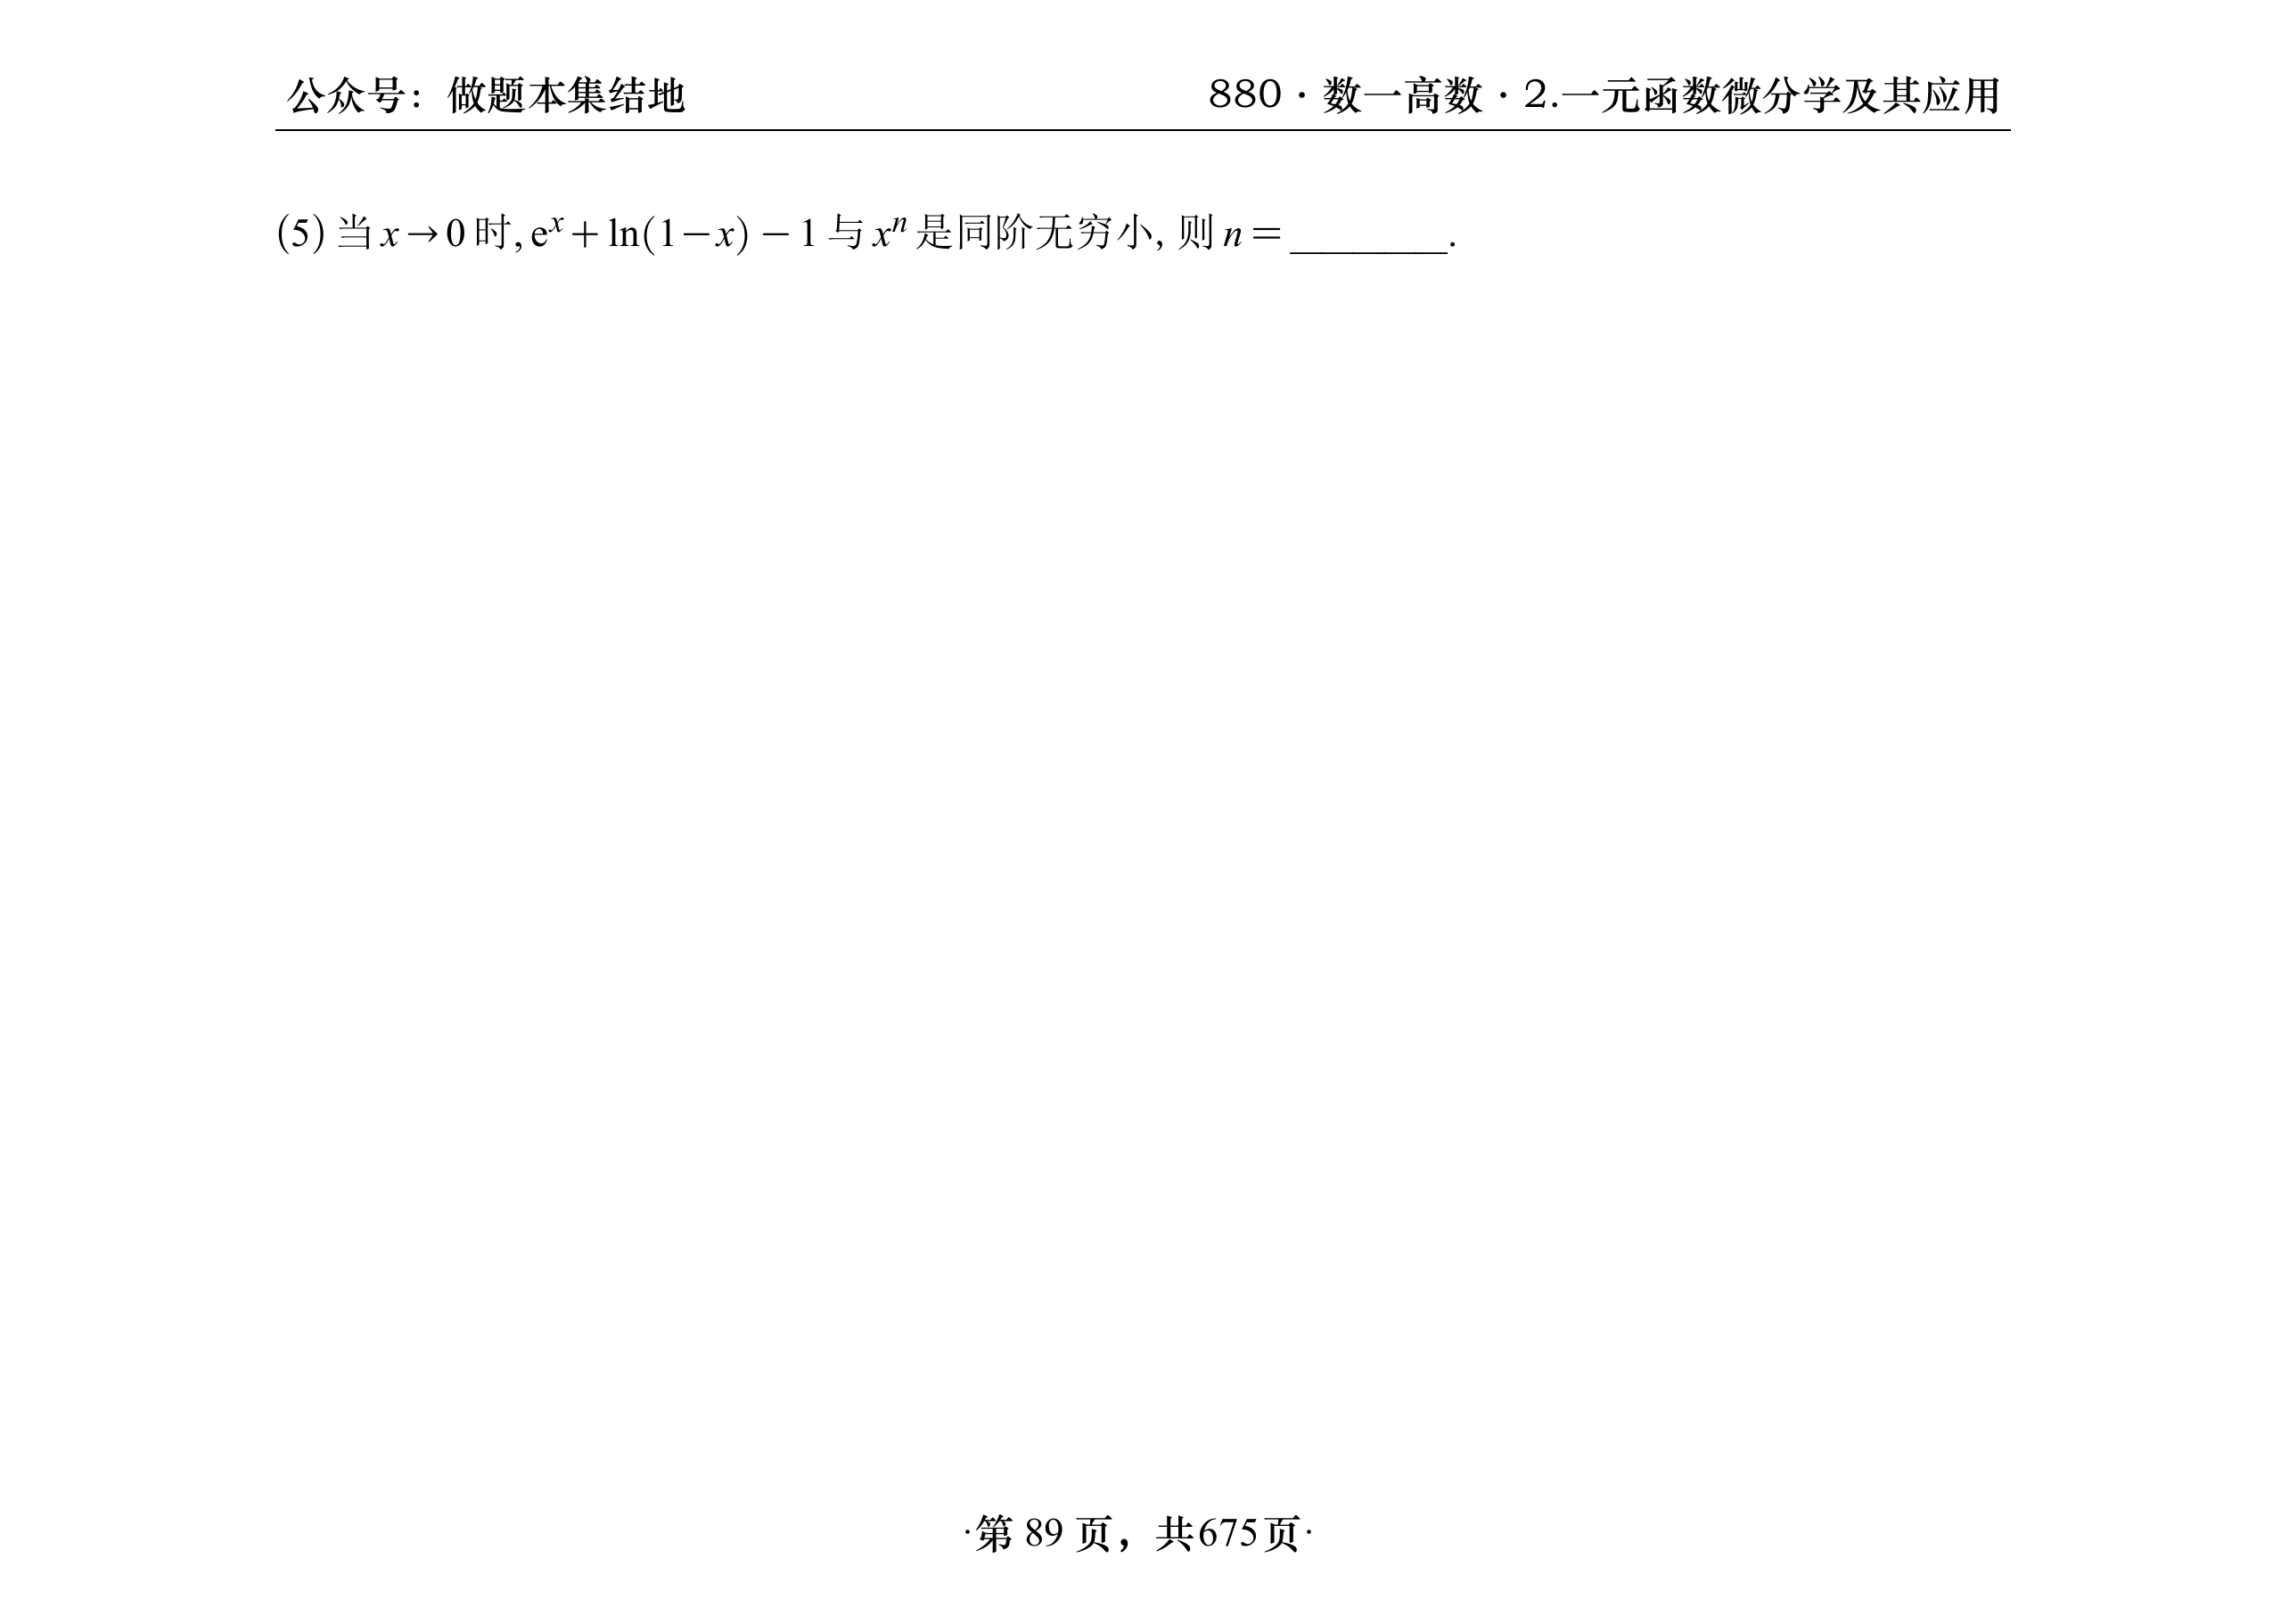 公众号：做题本集结地
880·数一高数·2.一元函数微分学及其应用
(5) 当 x→0 时, eˣ + ln(1−x) − 1 与 xⁿ 是同阶无穷小, 则 n = ________.
·第 89 页，共675页·